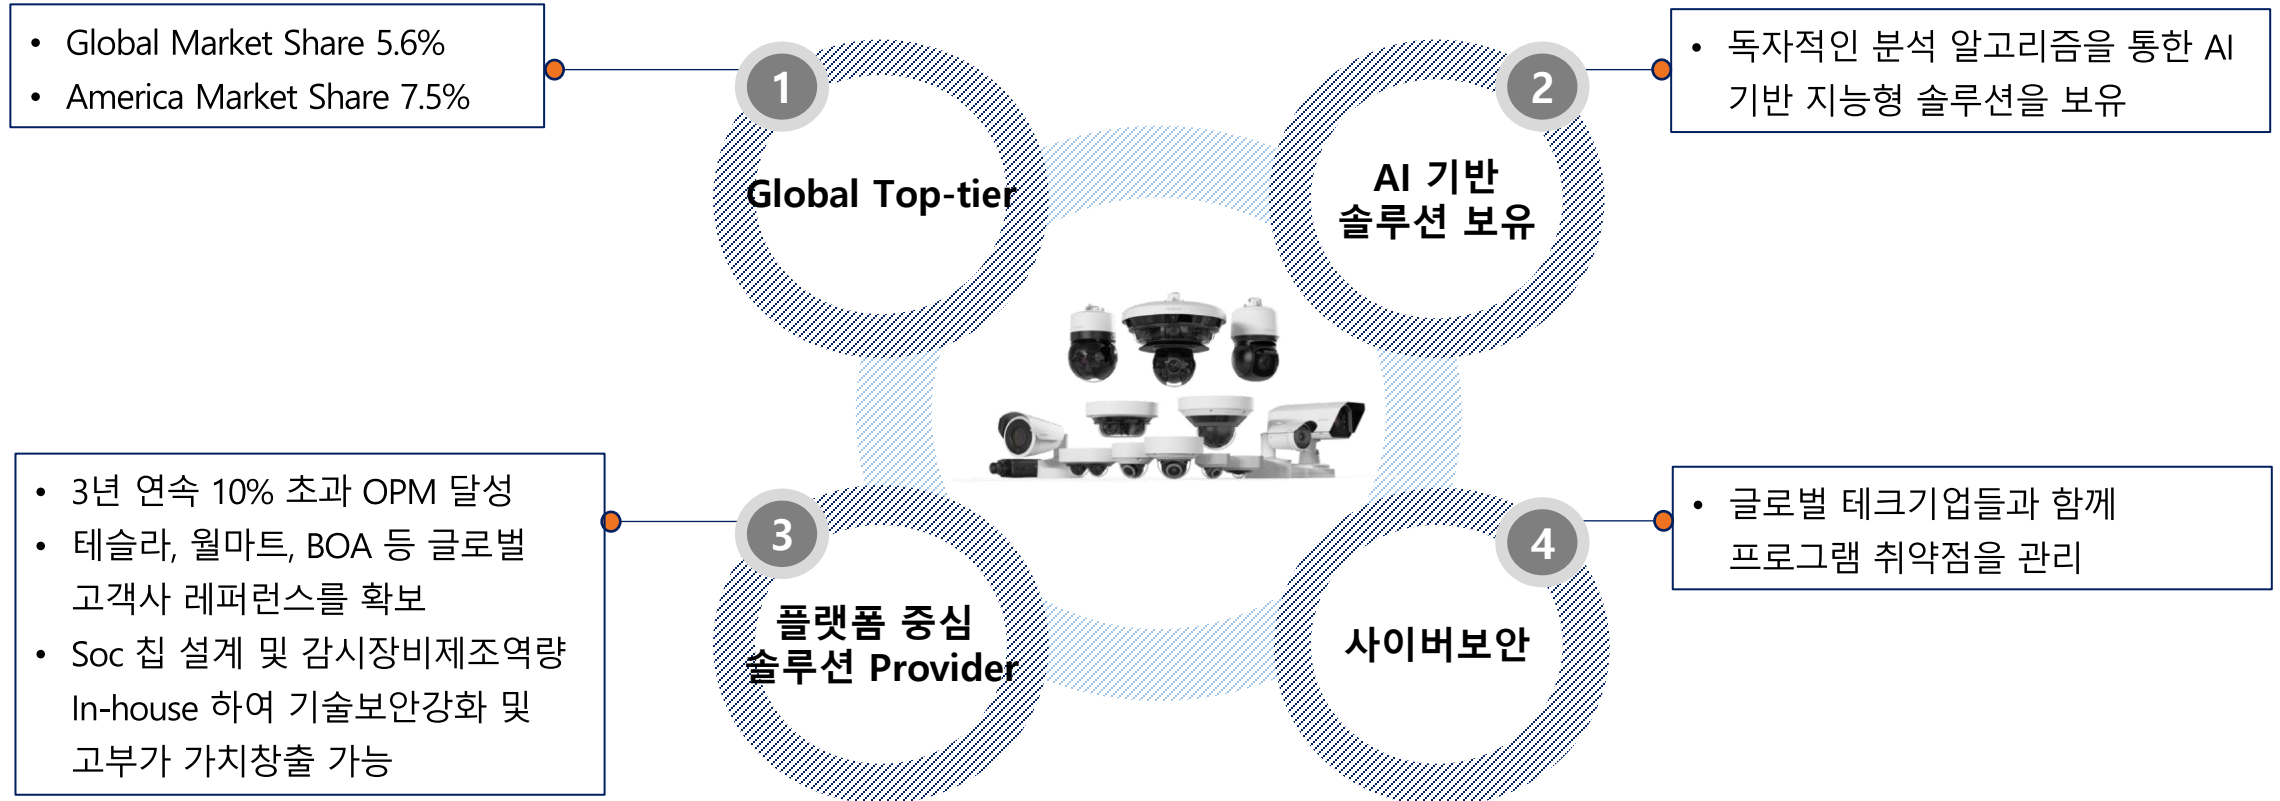 • Global Market Share 5.6%
• America Market Share 7.5%
1
Global Top-tier
2
AI 기반
솔루션 보유
• 독자적인 분석 알고리즘을 통한 AI
기반 지능형 솔루션을 보유
• 3년 연속 10% 초과 OPM 달성
• 테슬라, 월마트, BOA 등 글로벌
고객사 레퍼런스를 확보
• Soc 칩 설계 및 감시장비제조역량
In-house 하여 기술보안강화 및
고부가 가치창출 가능
3
플랫폼 중심
솔루션 Provider
4
사이버보안
• 글로벌 테크기업들과 함께
프로그램 취약점을 관리